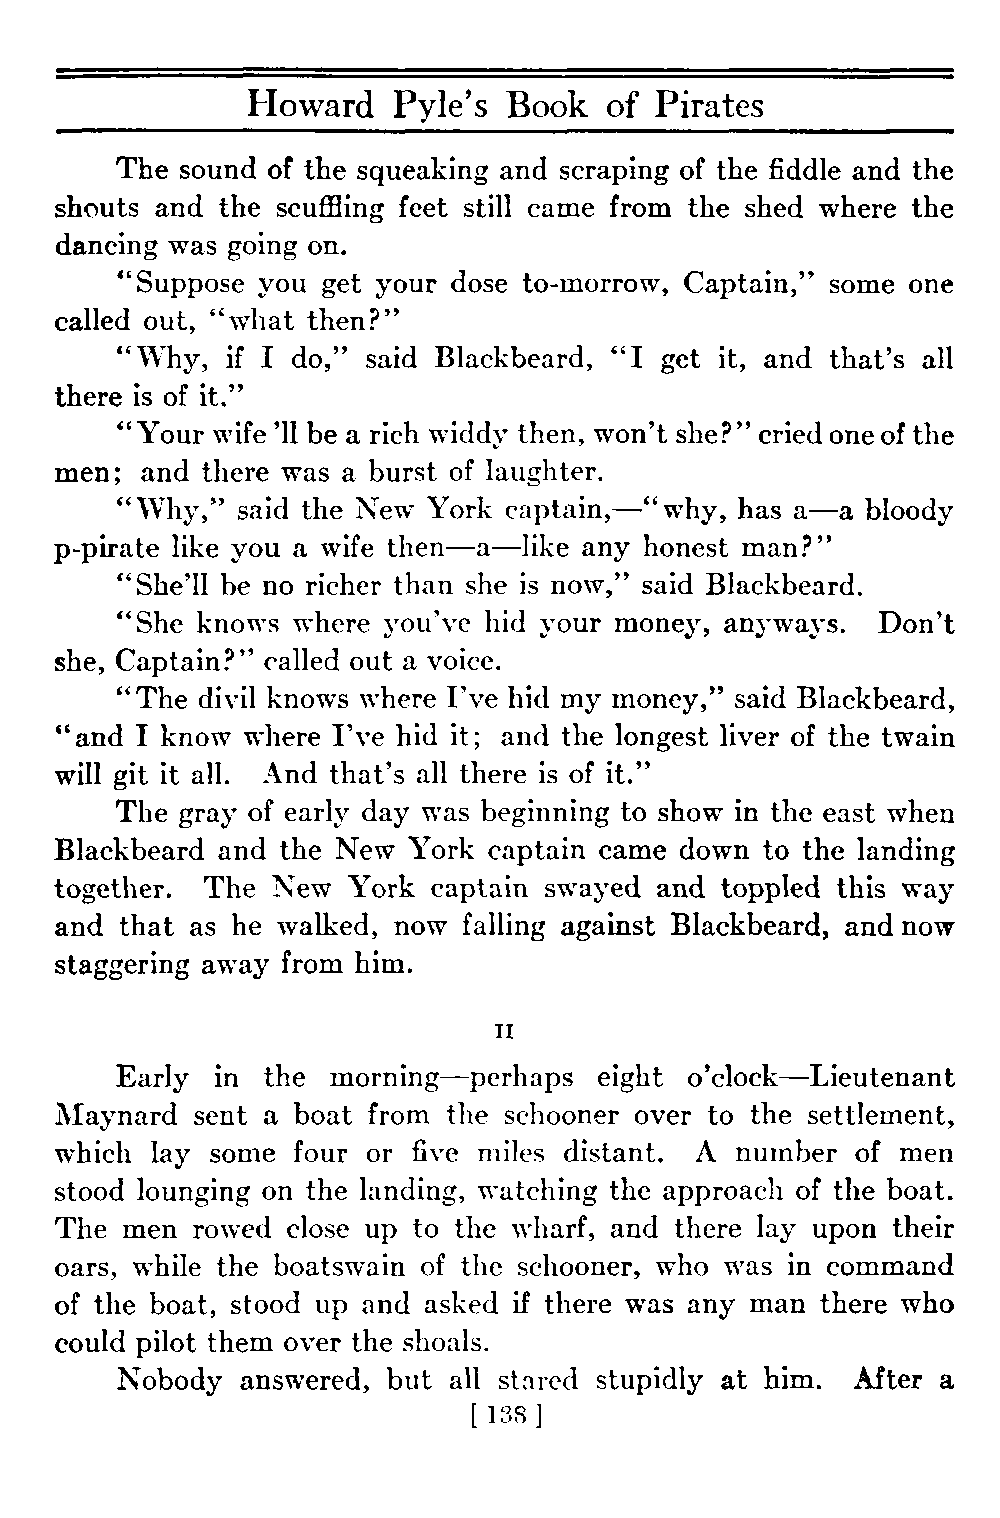 Howard Pyle's Book of Pirates
The sound of the squeaking and scraping of the fiddle and the
shouts and the scuffling feet still came from the shed where the
dancing was going on.
"Suppose you get your dose to-morrow, Captain," some one
called out, "what then?"
"Why, if I do," said Blackbeard, "I get it, and that's all
there is of it."
"Your wife 'll be a rich widdy then, won't she?" cried one of the
men; and there was a burst of laughter.
"Why," said the New York captain,—"why, has a—a bloody
p-pirate like you a wife then—a—like any honest man?"
"She'll be no richer than she is now," said Blackbeard.
"She knows where you've hid your money, anyways. Don't
she, Captain?" called out a voice.
"The divil knows where I've hid my money," said Blackbeard,
"and I know where I've hid it; and the longest liver of the twain
will git it all. And that's all there is of it."
The gray of early day was beginning to show in the east when
Blackbeard and the New York captain came down to the landing
together. The New York captain swayed and toppled this way
and that as he walked, now falling against Blackbeard, and now
staggering away from him.
II
Early in the morning—perhaps eight o'clock—Lieutenant
Maynard sent a boat from the schooner over to the settlement,
which lay some four or five miles distant. A number of men
stood lounging on the landing, watching the approach of the boat.
The men rowed close up to the wharf, and there lay upon their
oars, while the boatswain of the schooner, who was in command
of the boat, stood up and asked if there was any man there who
could pilot them over the shoals.
Nobody answered, but all stared stupidly at him. After a
[ 138 ]